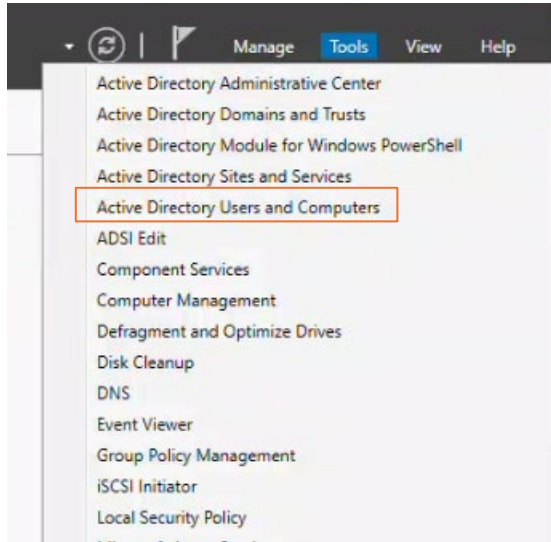 Manage Tools View Help
Active Directory Administrative Center
Active Directory Domains and Trusts
Active Directory Module for Windows PowerShell
Active Directory Sites and Services
Active Directory Users and Computers
ADSI Edit
Component Services
Computer Management
Defragment and Optimize Drives
Disk Cleanup
DNS
Event Viewer
Group Policy Management
iSCSI Initiator
Local Security Policy